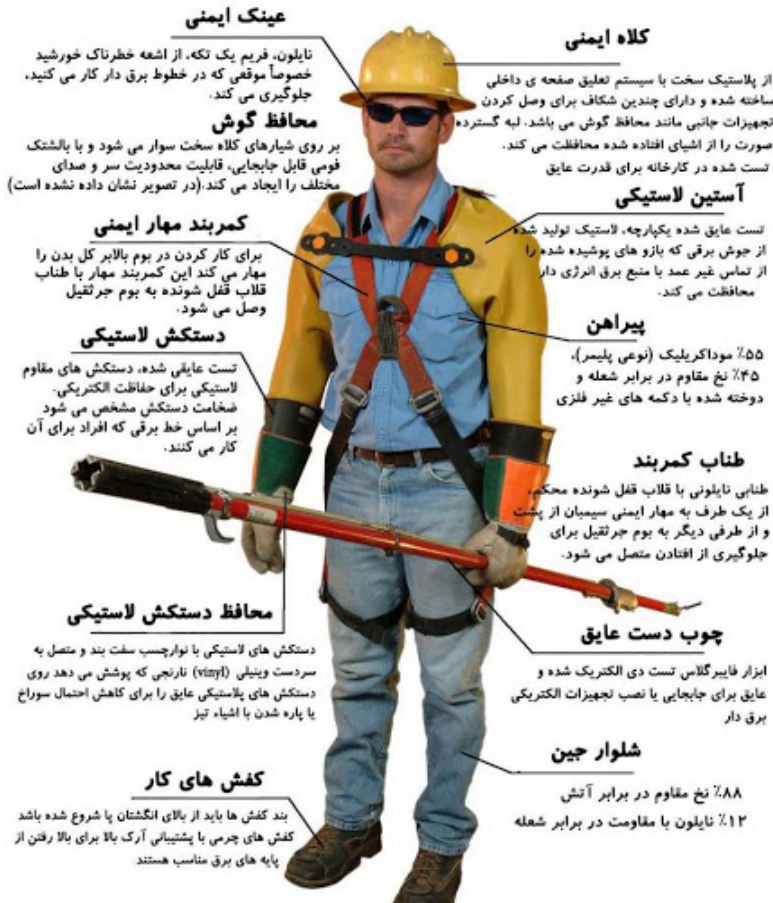 عینک ایمنی
نایلون، فریم یک تکه، از اشعه خطرناک خورشید
خصوصاً موقعی که در خطوط برق دار کار می کنید،
جلوگیری می کند.
محافظ گوش
بر روی شیارهای کلاه سخت سوار می شود و با بالشتک
فومی قابل جابجایی، قابلیت محدودیت سر و صدای
مختلف را ایجاد می کند.(در تصویر نشان داده نشده است)
کمربند مهار ایمنی
برای کار کردن در بوم بالابر کل بدن را
مهار می کند این کمربند مهار با طناب
قلاب قفل شونده به بوم جرثقیل
وصل می شود.
دستکش لاستیکی
تست عایقی شده، دستکش های مقاوم
لاستیکی برای حفاظت الکتریکی.
ضخامت دستکش مشخص می شود
بر اساس خط برقی که افراد برای آن
کار می کنند.
محافظ دستکش لاستیکی
دستکش های لاستیکی با نوارچسب سفت بند و متصل به
سردست وینیلی (vinyl) نارنجی که پوشش می دهد روی
دستکش های پلاستیکی عایق را برای کاهش احتمال سوراخ
یا پاره شدن با اشیاء تیز
کفش های کار
بند کفش ها باید از بالای انگشتان پا شروع شده باشد
کفش های چرمی با پشتیبانی آرک بالا برای بالا رفتن از
پایه های برق مناسب هستند
کلاه ایمنی
از پلاستیک سخت با سیستم تعلیق صفحه ی داخلی
ساخته شده و دارای چندین شکاف برای وصل کردن
تجهیزات جانبی مانند محافظ گوش می باشد. لبه گسترده
صورت را از اشیای افتاده شده محافظت می کند.
تست شده در کارخانه برای قدرت عایق
آستین لاستیکی
تست عایق شده یکپارچه، لاستیک تولید شده
از جوش برقی که بازو های پوشیده شده را
از تماس غیر عمد با منبع برق انرژی دار
محافظت می کند.
پیراهن
۵۵٪ موداکریلیک (نوعی پلیمر)،
۴۵٪ نخ مقاوم در برابر شعله و
دوخته شده با دکمه های غیر فلزی
طناب کمربند
طنابی نایلونی با قلاب قفل شونده محکم،
از یک طرف به مهار ایمنی سیمبان از پشت
و از طرفی دیگر به بوم جرثقیل برای
جلوگیری از افتادن متصل می شود.
چوب دست عایق
ابزار فایبرگلاس تست دی الکتریک شده و
عایق برای جابجایی یا نصب تجهیزات الکتریکی
برق دار
شلوار جین
۸۸٪ نخ مقاوم در برابر آتش
۱۲٪ نایلون با مقاومت در برابر شعله